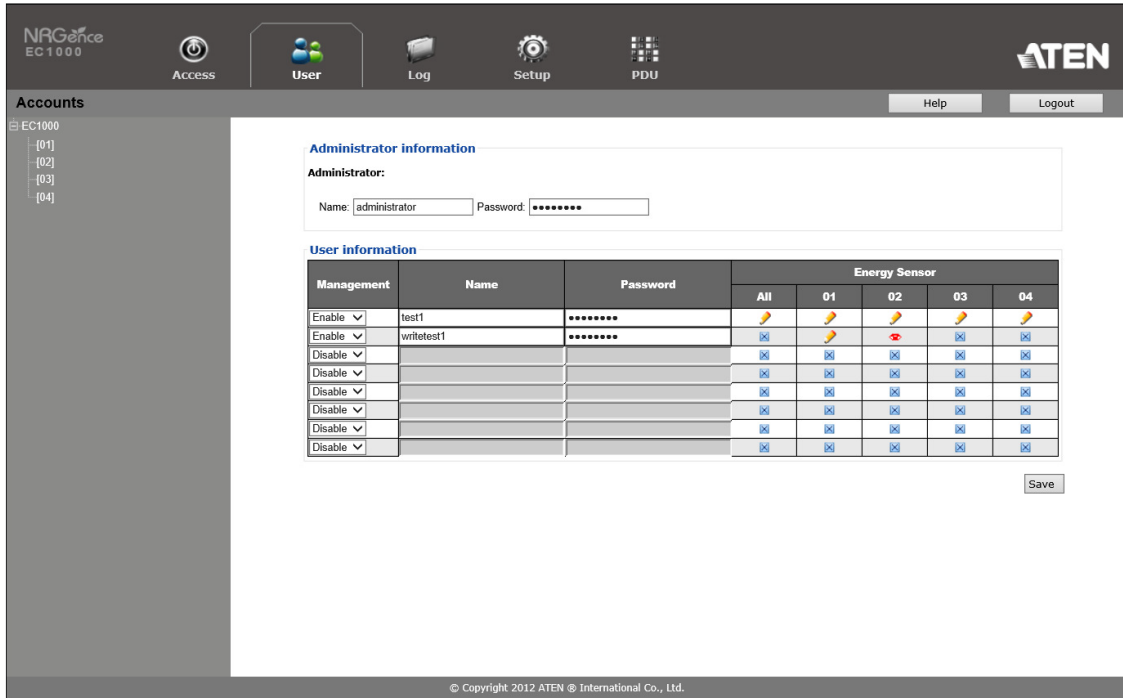 NRGence
EC1000
Access
User
Log
Setup
PDU
ATEN
Accounts
Help
Logout
EC1000
[01]
[02]
[03]
[04]
Administrator information
Administrator:
Name: administrator Password: ••••••••
User information
Management Name Password Energy Sensor
All 01 02 03 04
Enable test1 ••••••••
Enable writetest1 ••••••••
Disable
Disable
Disable
Disable
Disable
Disable
Save
© Copyright 2012 ATEN ® International Co., Ltd.